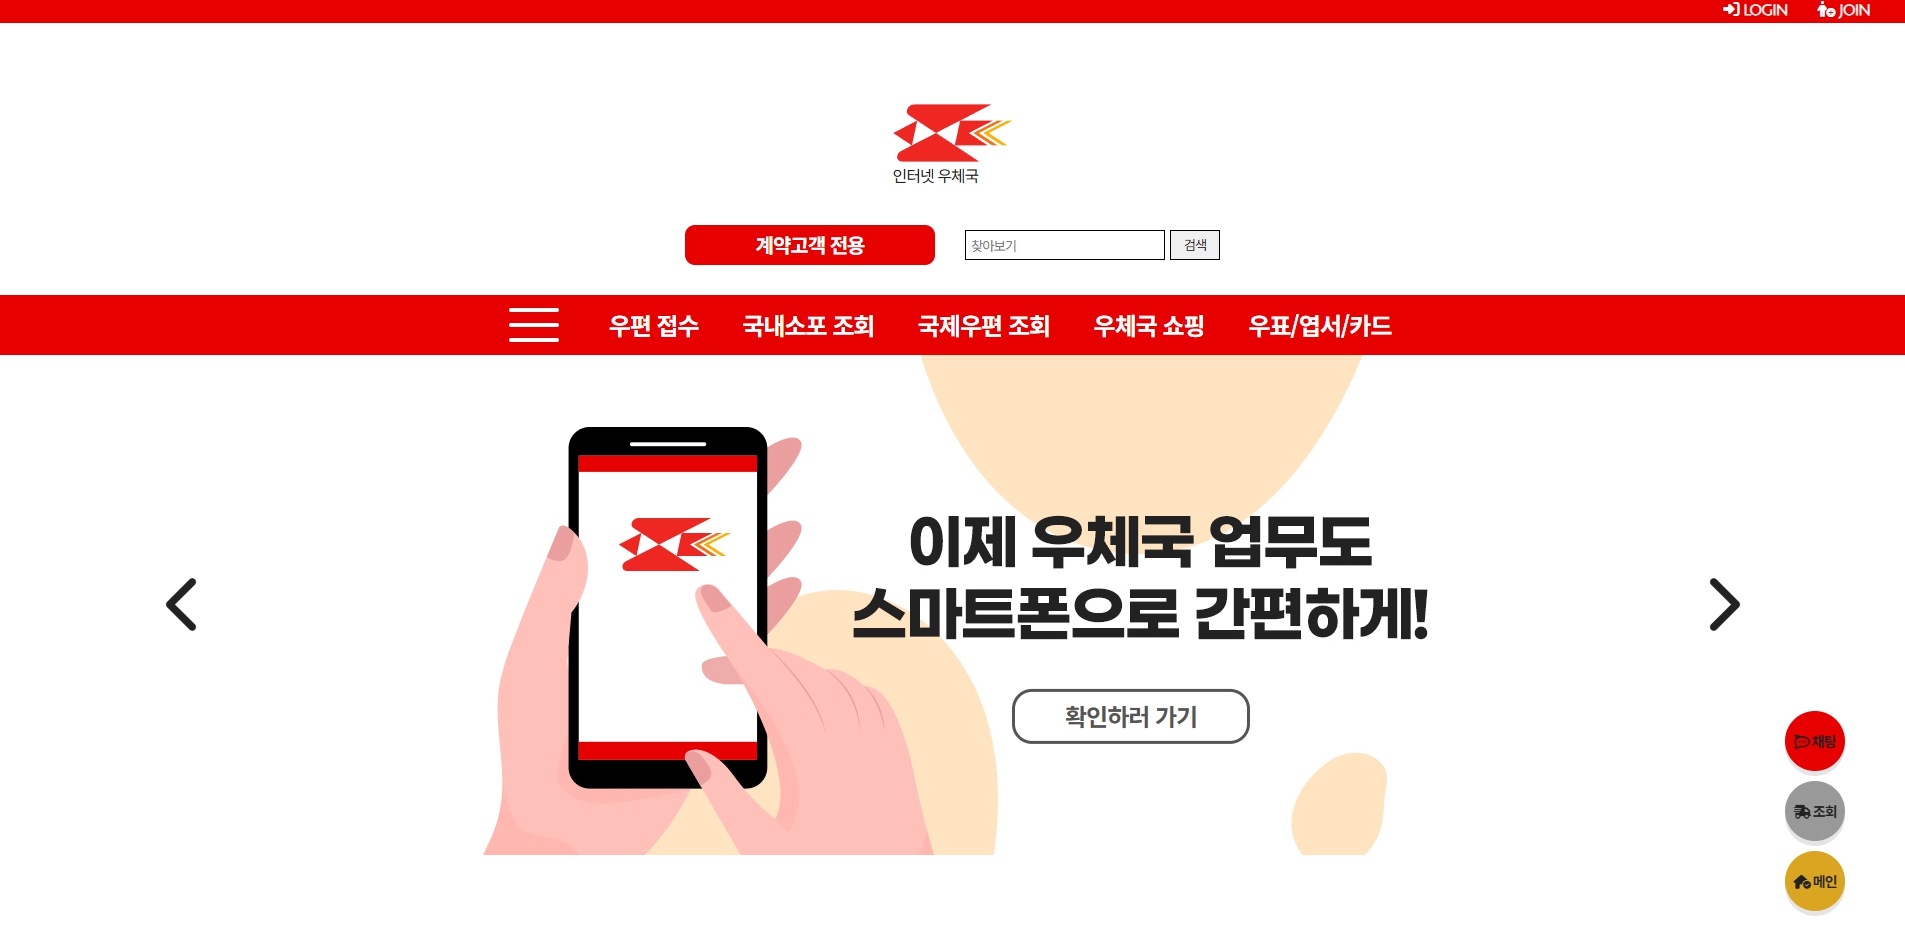 LOGIN JOIN
인터넷 우체국
계약고객 전용
찾아보기
검색
우편 접수 국내소포 조회 국제우편 조회 우체국 쇼핑 우표/엽서/카드
이제 우체국 업무도
스마트폰으로 간편하게!
확인하러 가기
채팅
조회
메인